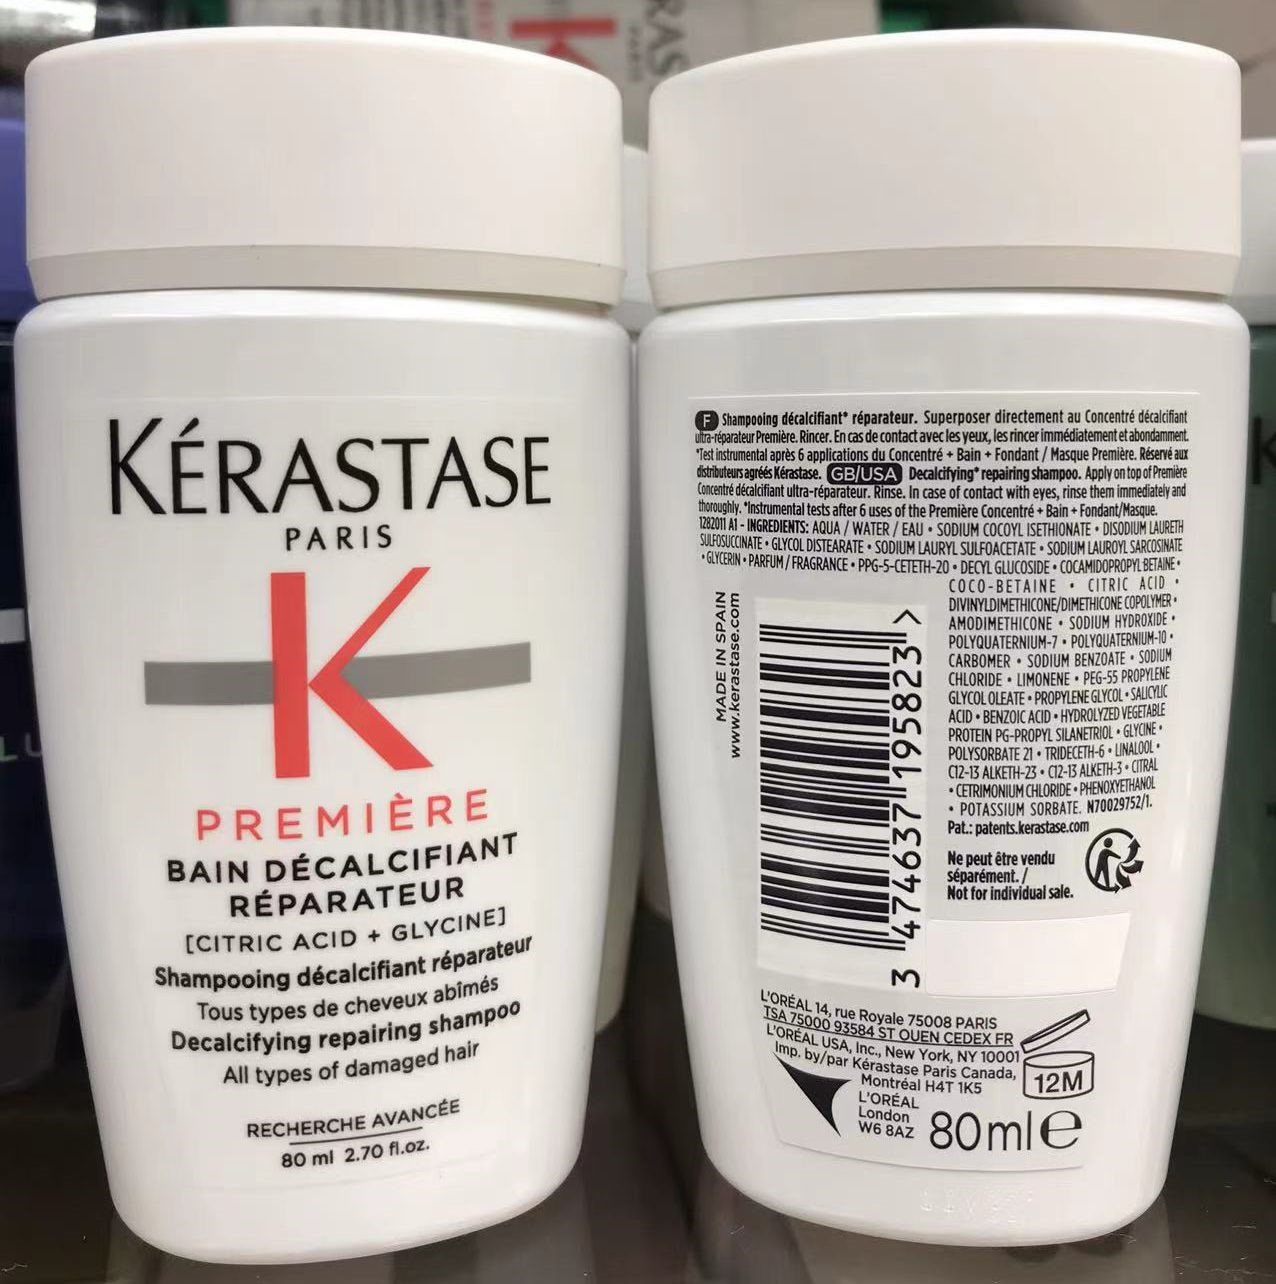 KÉRASTASE
PARIS
K
PREMIÈRE
BAIN DÉCALCIFIANT
RÉPARATEUR
[CITRIC ACID + GLYCINE]
Shampooing décalcifiant réparateur
Tous types de cheveux abîmés
Decalcifying repairing shampoo
All types of damaged hair
RECHERCHE AVANCÉE
80 ml 2.70 fl.oz.
F Shampooing décalcifiant* réparateur. Superposer directement au Concentré décalcifiant
ultra-réparateur Première. Rincer. En cas de contact avec les yeux, les rincer immédiatement et abondamment.
*Test instrumental après 6 applications du Concentré + Bain + Fondant / Masque Première. Réservé aux
distributeurs agréés Kérastase. GB/USA Decalcifying* repairing shampoo. Apply on top of Première
Concentré décalcifiant ultra-réparateur. Rinse. In case of contact with eyes, rinse them immediately and
thoroughly. *Instrumental tests after 6 uses of the Première Concentré + Bain + Fondant/Masque.
1282011 A1 - INGREDIENTS: AQUA / WATER / EAU • SODIUM COCOYL ISETHIONATE • DISODIUM LAURETH
SULFOSUCCINATE • GLYCOL DISTEARATE • SODIUM LAURYL SULFOACETATE • SODIUM LAUROYL SARCOSINATE
• GLYCERIN • PARFUM / FRAGRANCE • PPG-5-CETETH-20 • DECYL GLUCOSIDE • COCAMIDOPROPYL BETAINE •
COCO-BETAINE • CITRIC ACID •
DIVINYLDIMETHICONE/DIMETHICONE COPOLYMER •
AMODIMETHICONE • SODIUM HYDROXIDE •
POLYQUATERNIUM-7 • POLYQUATERNIUM-10 •
CARBOMER • SODIUM BENZOATE • SODIUM
CHLORIDE • LIMONENE • PEG-55 PROPYLENE
GLYCOL OLEATE • PROPYLENE GLYCOL • SALICYLIC
ACID • BENZOIC ACID • HYDROLYZED VEGETABLE
PROTEIN PG-PROPYL SILANETRIOL • GLYCINE •
POLYSORBATE 21 • TRIDECETH-6 • LINALOOL •
C12-13 ALKETH-23 • C12-13 ALKETH-3 • CITRAL
• CETRIMONIUM CHLORIDE • PHENOXYETHANOL
• POTASSIUM SORBATE. N70029752/1.
Pat.: patents.kerastase.com
MADE IN SPAIN
www.kerastase.com
3 474637 195823 >
Ne peut être vendu
séparément. /
Not for individual sale.
L'ORÉAL 14, rue Royale 75008 PARIS
TSA 75000 93584 ST OUEN CEDEX FR
L'ORÉAL USA, Inc., New York, NY 10001
Imp. by/par Kérastase Paris Canada,
Montréal H4T 1K5
L'ORÉAL
London
W6 8AZ
12M
80 ml e